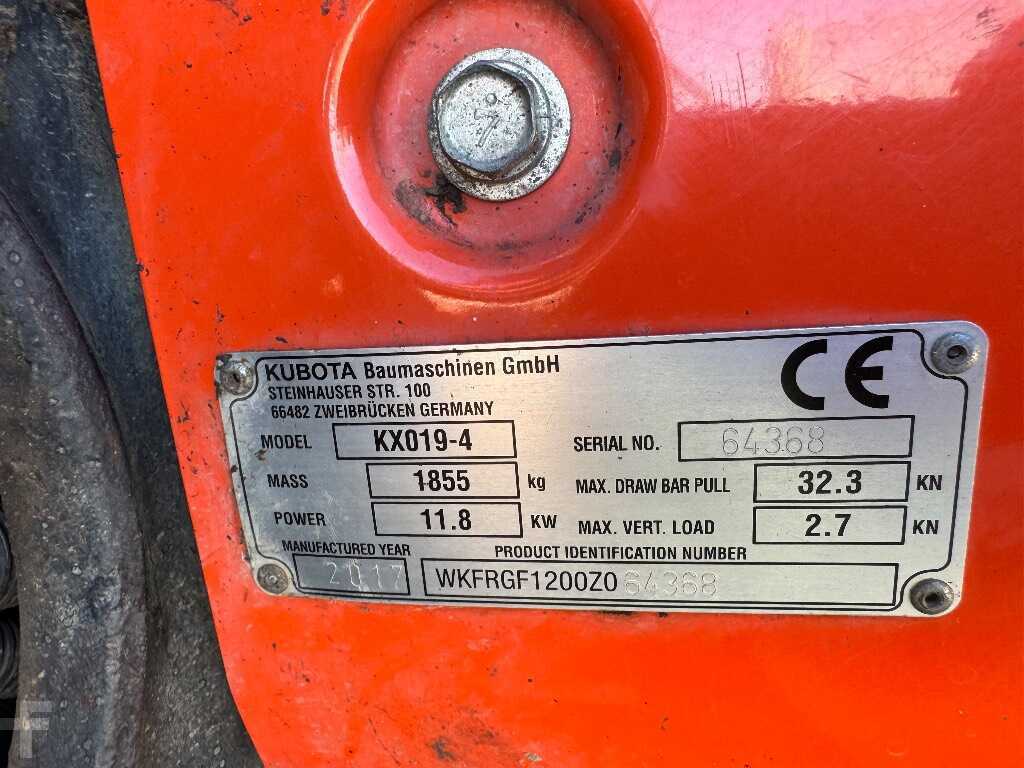 7
KUBOTA Baumaschinen GmbH
STEINHAUSER STR. 100
66482 ZWEIBRÜCKEN GERMANY
CE
MODEL KX019-4 SERIAL NO. 64368
MASS 1855 kg MAX. DRAW BAR PULL 32.3 KN
POWER 11.8 KW MAX. VERT. LOAD 2.7 KN
MANUFACTURED YEAR PRODUCT IDENTIFICATION NUMBER
2017 WKFRGF1200Z064368